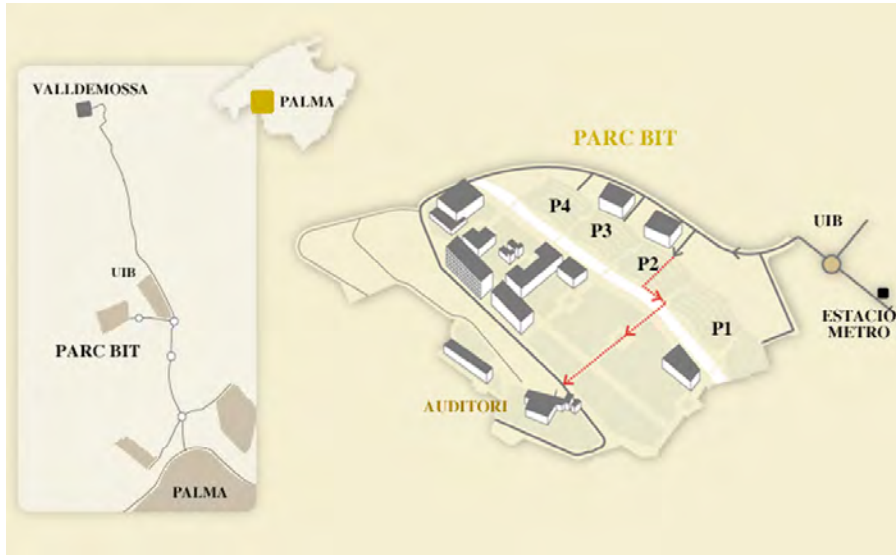 VALLDEMOSSA
PALMA
UIB
PARC BIT
PALMA
PARC BIT
P4
P3
P2
P1
UIB
ESTACIÓ
METRO
AUDITORI